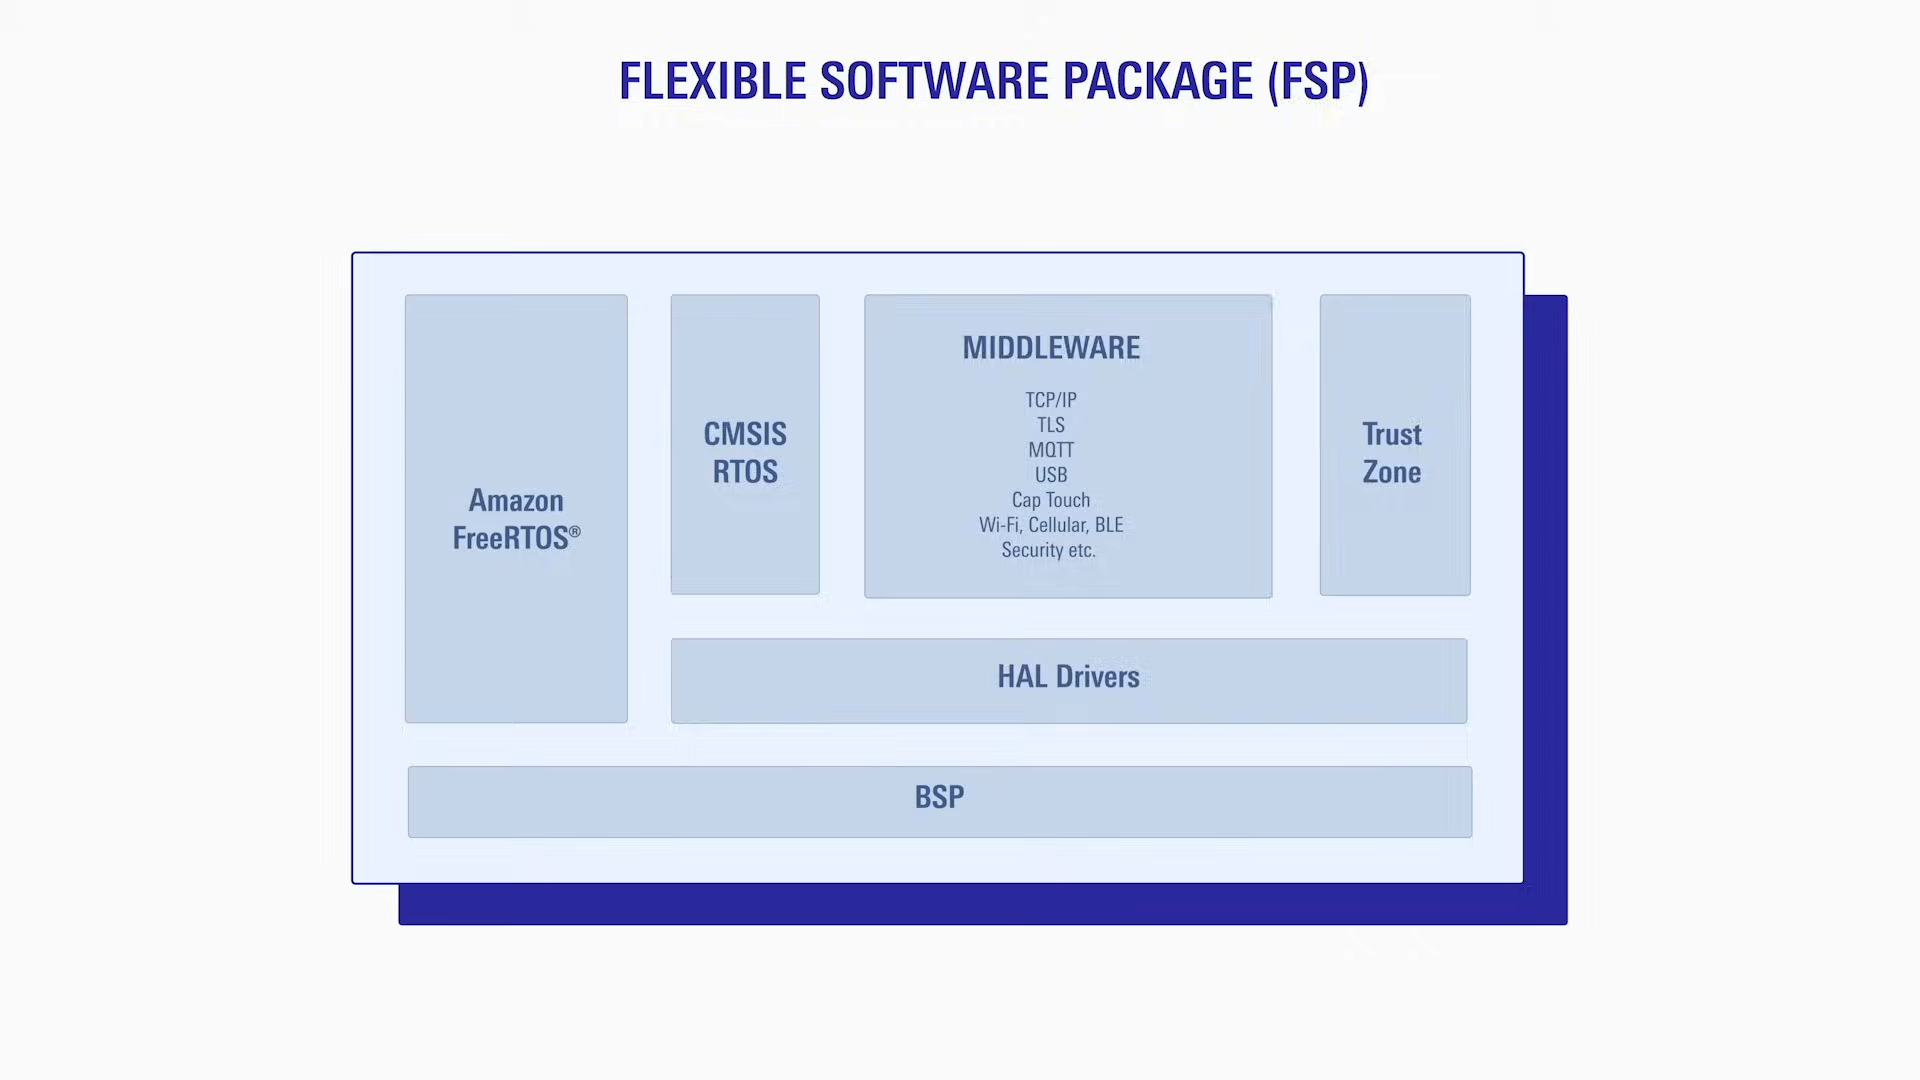 FLEXIBLE SOFTWARE PACKAGE (FSP)
Amazon
FreeRTOS®
CMSIS
RTOS
MIDDLEWARE
TCP/IP
TLS
MQTT
USB
Cap Touch
Wi-Fi, Cellular, BLE
Security etc.
Trust
Zone
HAL Drivers
BSP